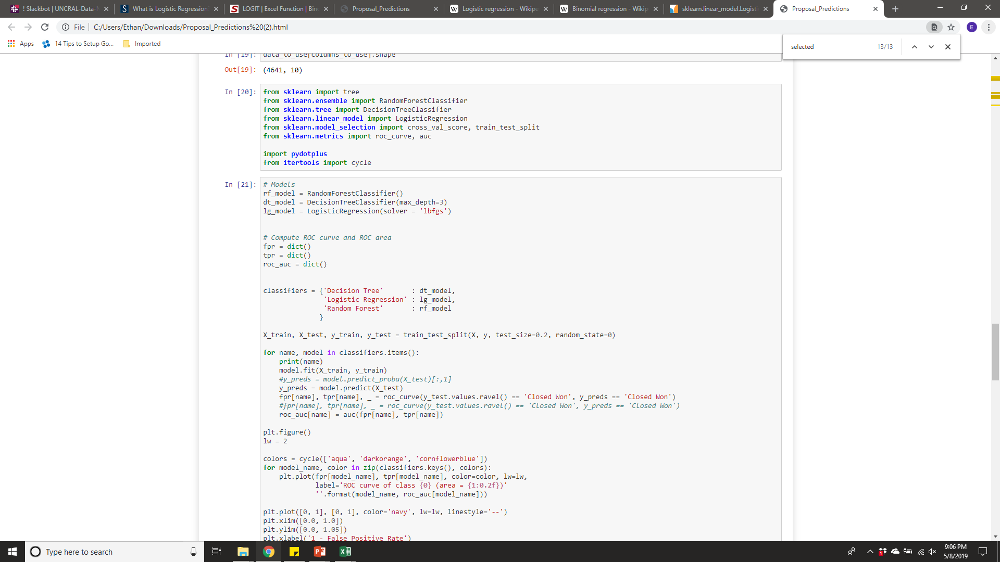 ! Slackbot | UNCRAL-Data-
What is Logistic Regression
LOGIT | Excel Function | Bin
Proposal_Predictions
Logistic regression - Wikipe
Binomial regression - Wikip
sklearn.linear_model.Logisti
Proposal_Predictions
File | C:/Users/Ethan/Downloads/Proposal_Predictions%20(2).html
E
Apps
14 Tips to Setup Go...
Imported
selected 13/13
In [19]: data_to_use[columns_to_use].shape
Out[19]: (4641, 10)
In [20]: from sklearn import tree
from sklearn.ensemble import RandomForestClassifier
from sklearn.tree import DecisionTreeClassifier
from sklearn.linear_model import LogisticRegression
from sklearn.model_selection import cross_val_score, train_test_split
from sklearn.metrics import roc_curve, auc
import pydotplus
from itertools import cycle
In [21]: # Models
rf_model = RandomForestClassifier()
dt_model = DecisionTreeClassifier(max_depth=3)
lg_model = LogisticRegression(solver = 'lbfgs')
# Compute ROC curve and ROC area
fpr = dict()
tpr = dict()
roc_auc = dict()
classifiers = {'Decision Tree' : dt_model,
'Logistic Regression' : lg_model,
'Random Forest' : rf_model
}
X_train, X_test, y_train, y_test = train_test_split(X, y, test_size=0.2, random_state=0)
for name, model in classifiers.items():
print(name)
model.fit(X_train, y_train)
#y_preds = model.predict_proba(X_test)[:,1]
y_preds = model.predict(X_test)
fpr[name], tpr[name], _ = roc_curve(y_test.values.ravel() == 'Closed Won', y_preds == 'Closed Won')
#fpr[name], tpr[name], _ = roc_curve(y_test.values.ravel() == 'Closed Won', y_preds == 'Closed Won')
roc_auc[name] = auc(fpr[name], tpr[name])
plt.figure()
lw = 2
colors = cycle(['aqua', 'darkorange', 'cornflowerblue'])
for model_name, color in zip(classifiers.keys(), colors):
plt.plot(fpr[model_name], tpr[model_name], color=color, lw=lw,
label='ROC curve of class {0} (area = {1:0.2f})'
''.format(model_name, roc_auc[model_name]))
plt.plot([0, 1], [0, 1], color='navy', lw=lw, linestyle='--')
plt.xlim([0.0, 1.0])
plt.ylim([0.0, 1.05])
plt.xlabel('1 - False Positive Rate')
Type here to search
9:06 PM
5/8/2019